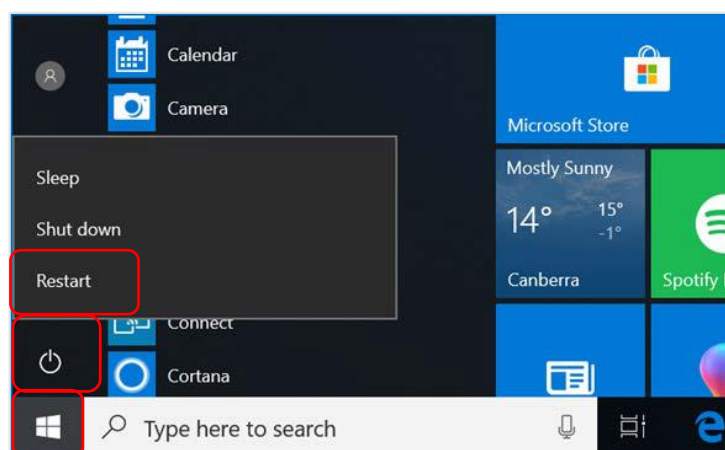 Calendar
Camera
Microsoft Store
Sleep
Shut down
Restart
Mostly Sunny
14°
15°
-1°
Canberra
Spotify
Connect
Cortana
Type here to search